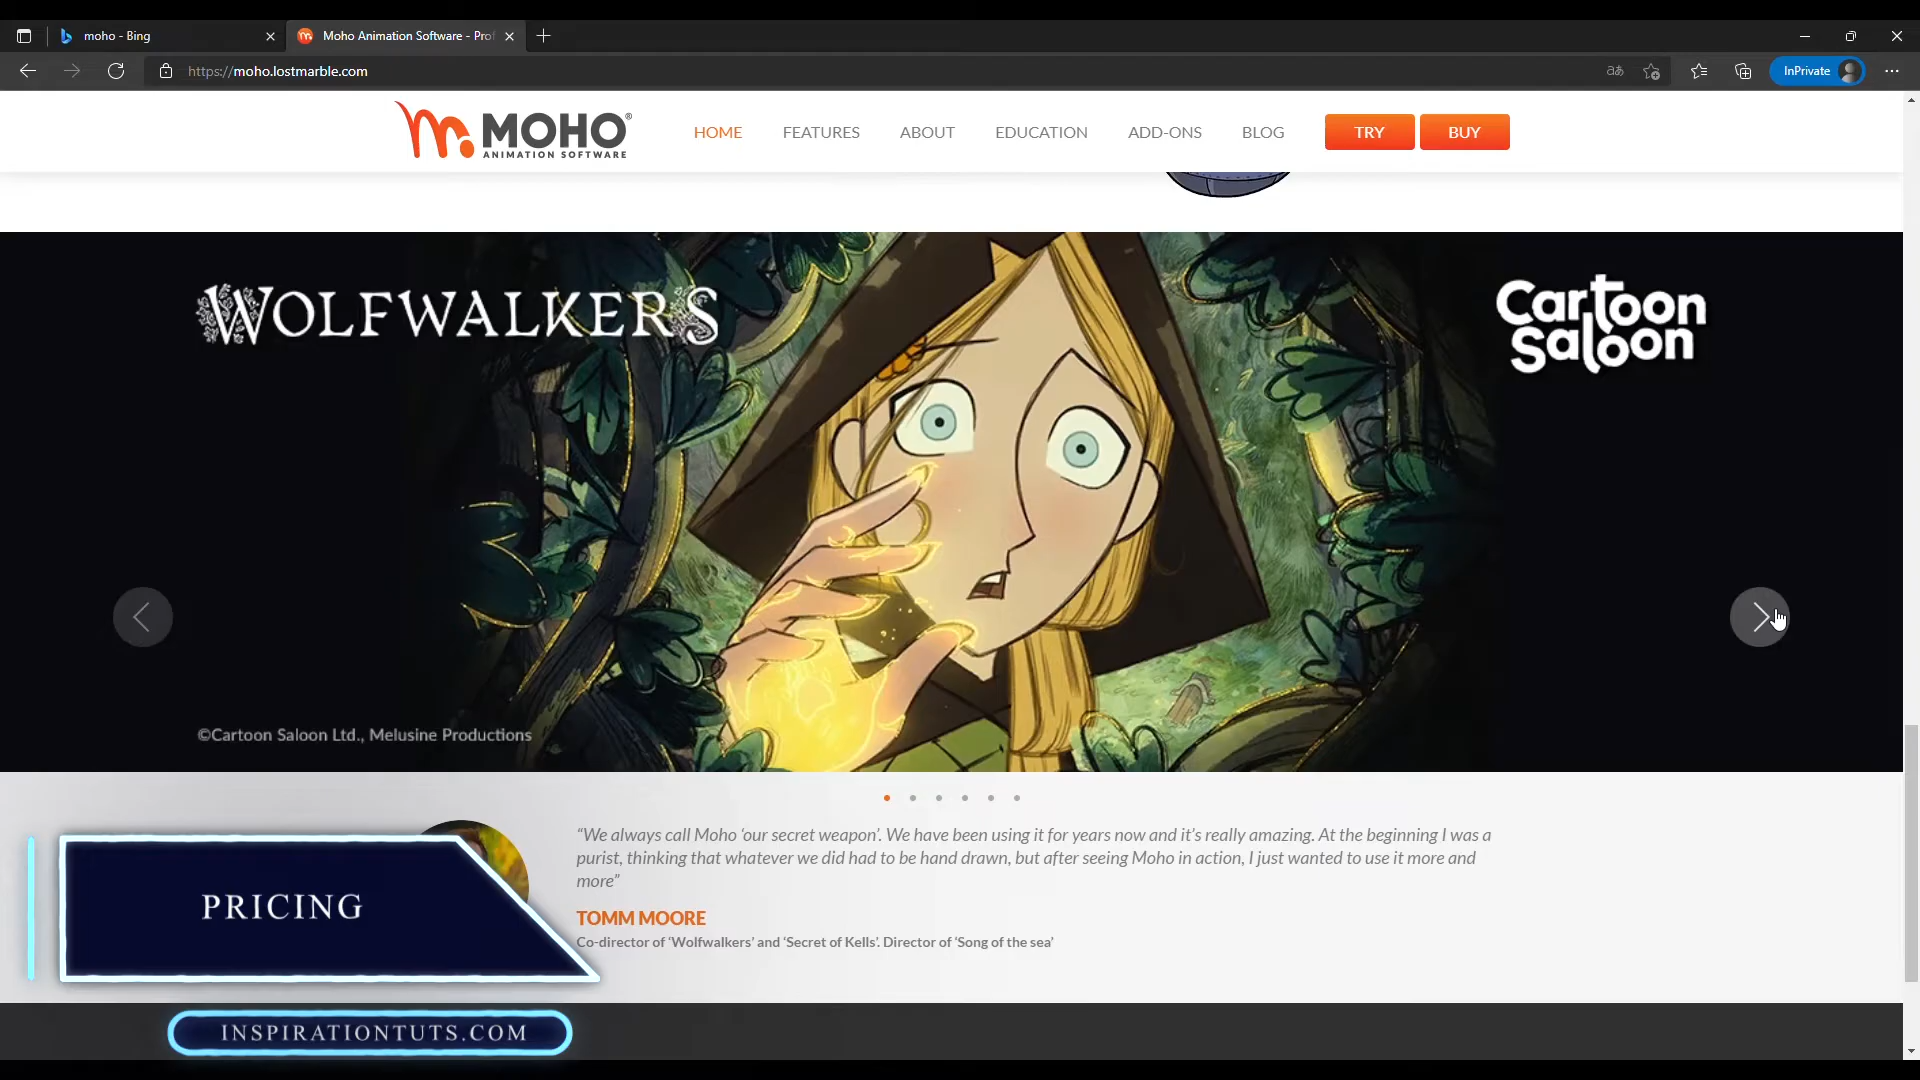 moho - Bing
Moho Animation Software - Prof
https://moho.lostmarble.com
InPrivate
MOHO®
ANIMATION SOFTWARE
HOME FEATURES ABOUT EDUCATION ADD-ONS BLOG TRY BUY
WOLFWALKERS
Cartoon
Saloon
©Cartoon Saloon Ltd., Melusine Productions
“We always call Moho ‘our secret weapon’. We have been using it for years now and it’s really amazing. At the beginning I was a
purist, thinking that whatever we did had to be hand drawn, but after seeing Moho in action, I just wanted to use it more and
more”
TOMM MOORE
Co-director of ‘Wolfwalkers’ and ‘Secret of Kells’. Director of ‘Song of the sea’
PRICING
INSPIRATIONTUTS.COM